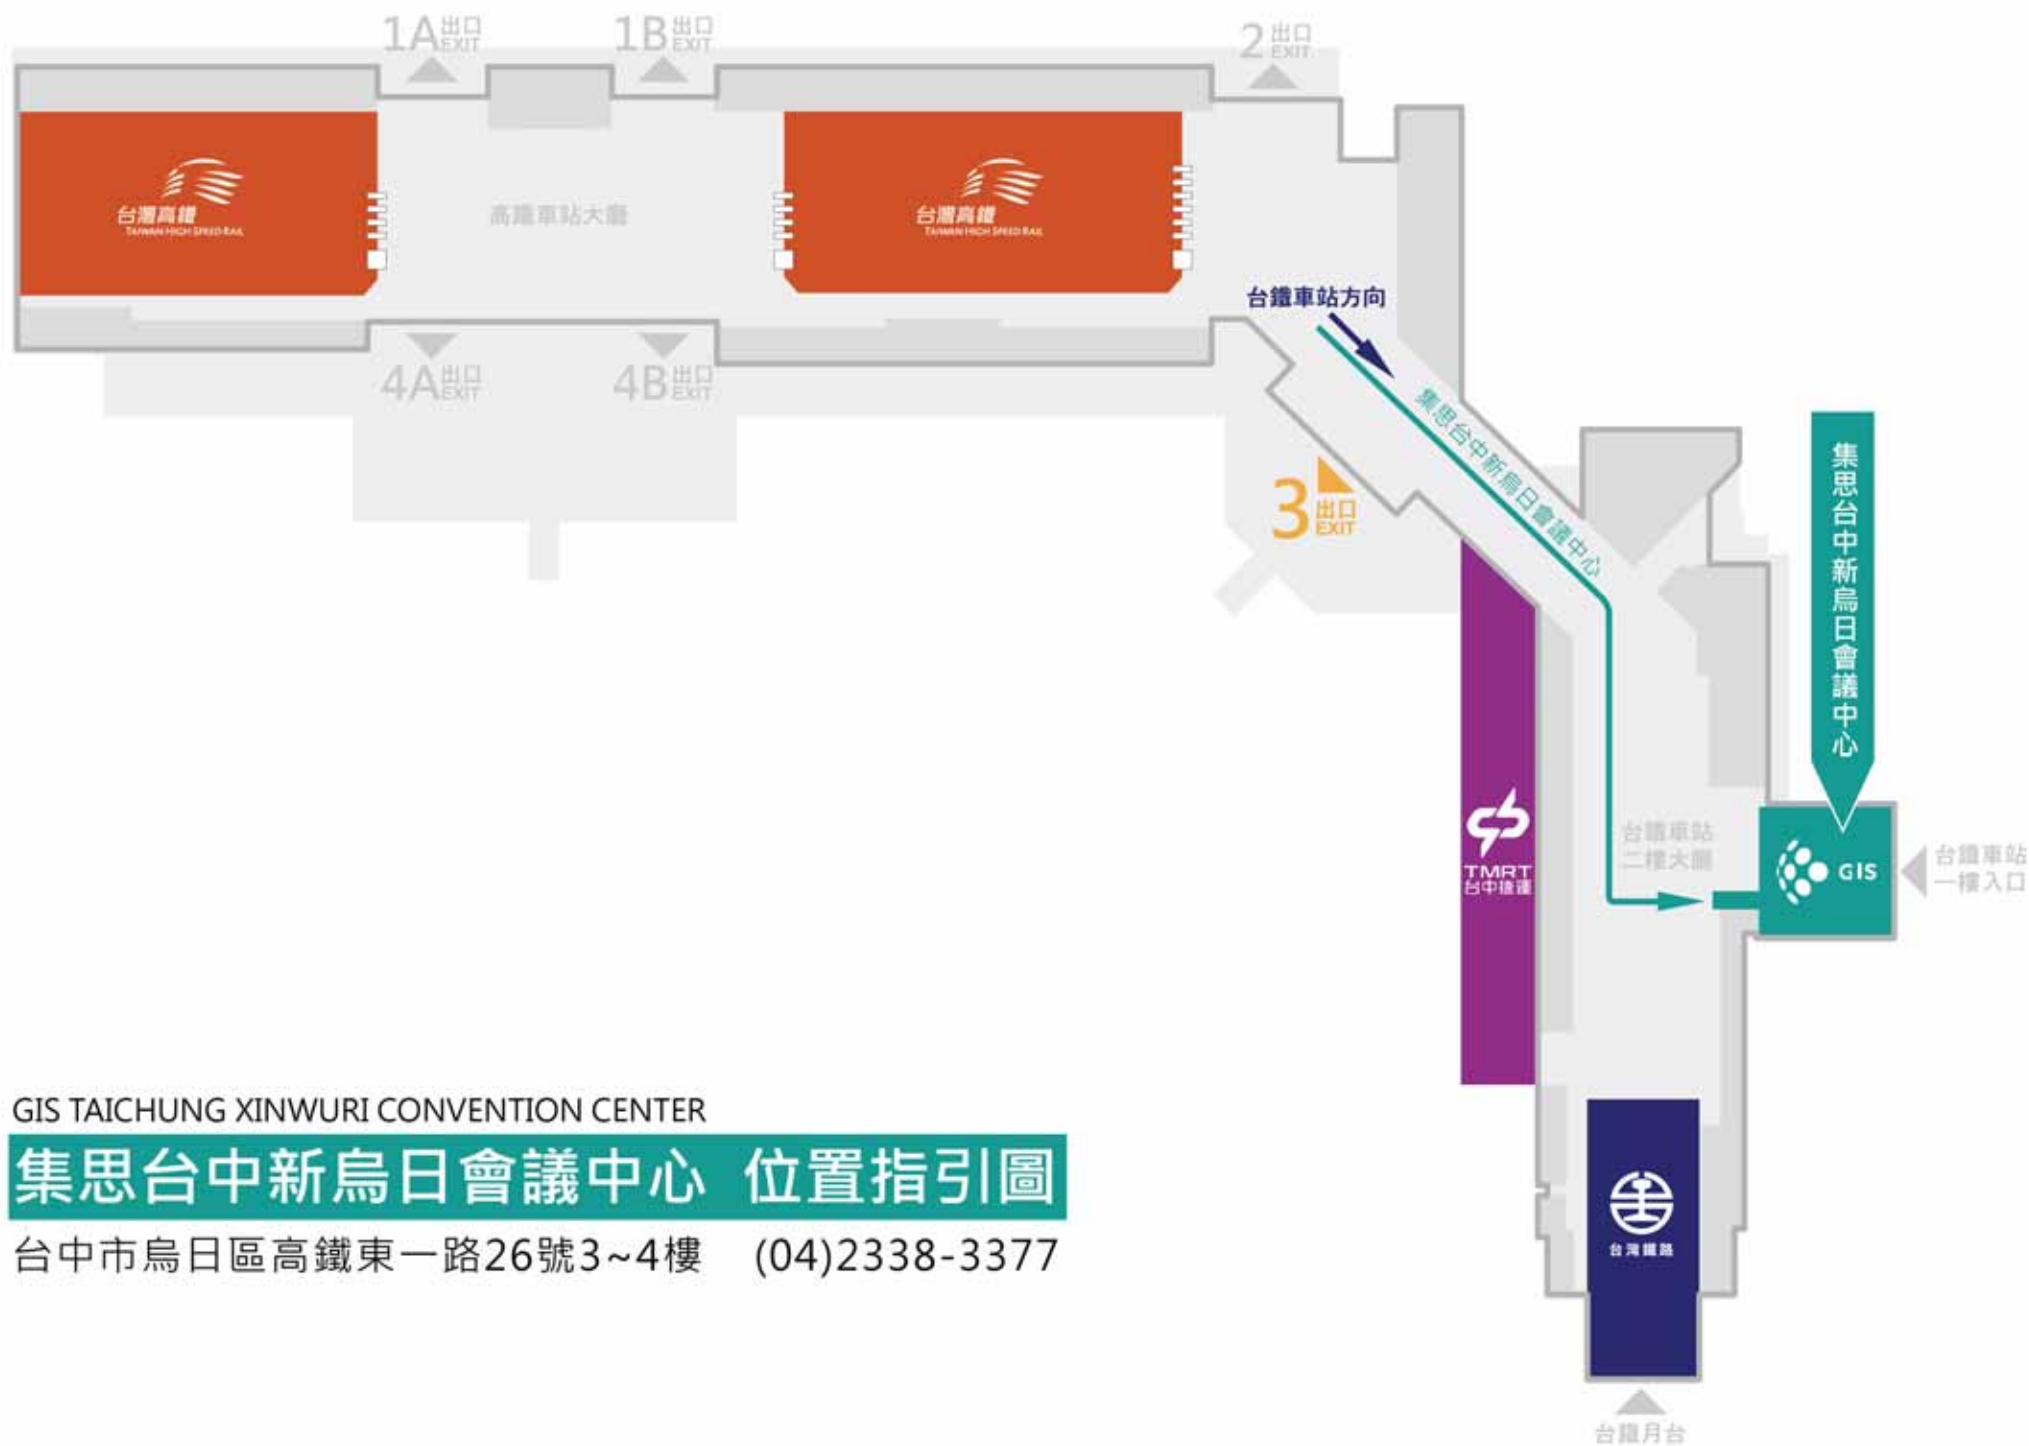 1A 出口 EXIT
1B 出口 EXIT
2 出口 EXIT
台灣高鐵
TAIWAN HIGH SPEED RAIL
高鐵車站大廳
台灣高鐵
TAIWAN HIGH SPEED RAIL
台鐵車站方向
4A 出口 EXIT
4B 出口 EXIT
3 出口 EXIT
集思台中新烏日會議中心
集思台中新烏日會議中心
TMRT
台中捷運
台鐵車站
二樓大廳
GIS
台鐵車站
一樓入口
GIS TAICHUNG XINWURI CONVENTION CENTER
集思台中新烏日會議中心 位置指引圖
台中市烏日區高鐵東一路26號3~4樓 (04)2338-3377
台灣鐵路
台鐵月台